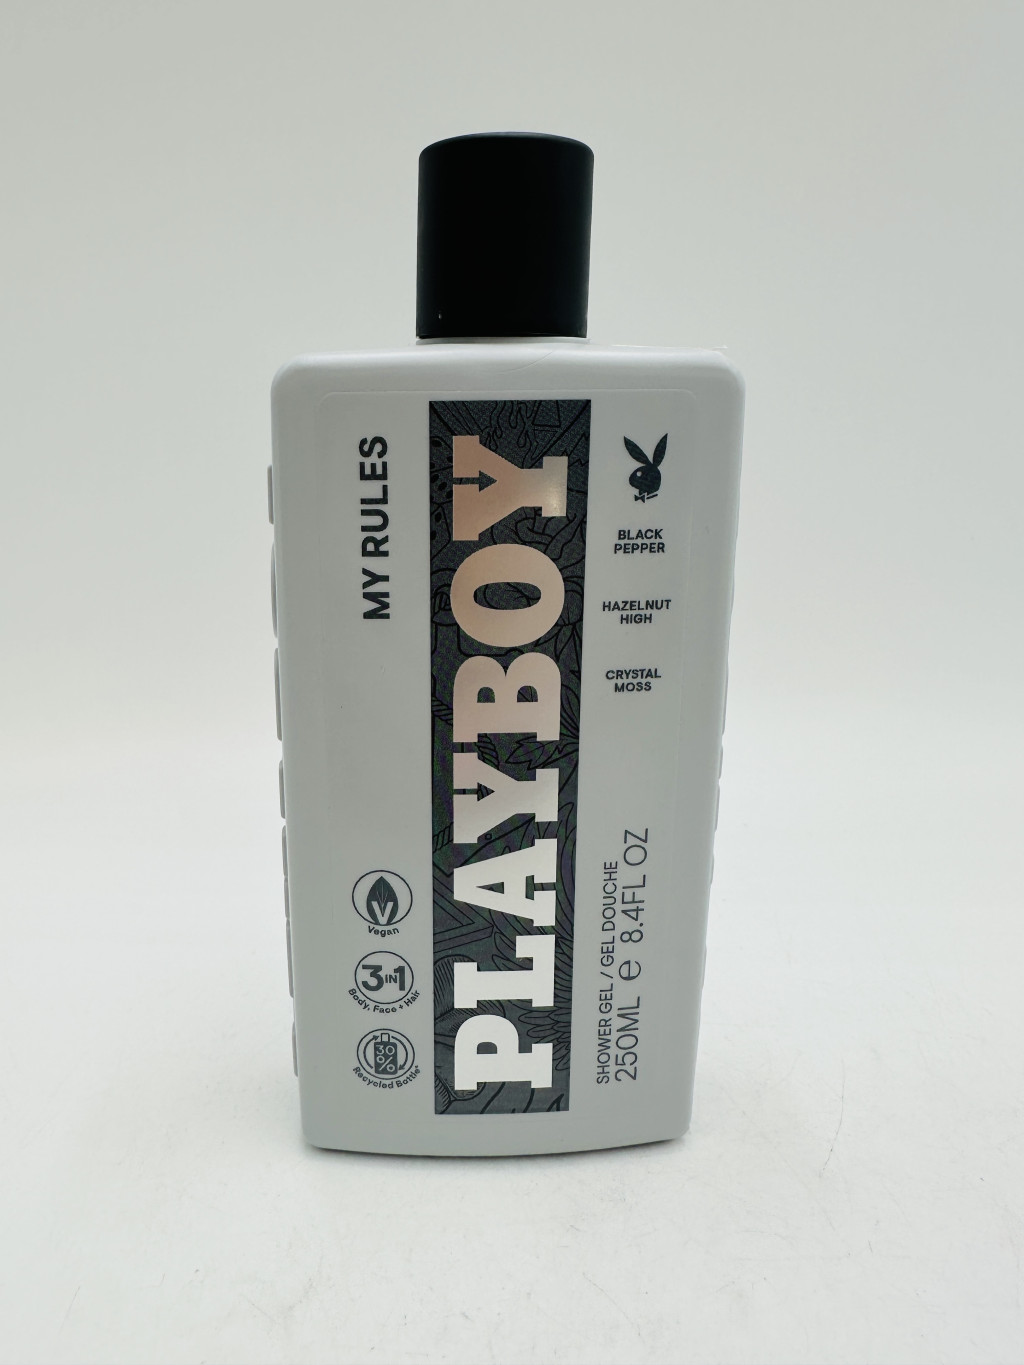 MY RULES
PLAYBOY
BLACK
PEPPER
HAZELNUT
HIGH
CRYSTAL
MOSS
V
Vegan
3IN1
Body, Face + Hair
30
%
Recycled Bottle*
SHOWER GEL / GEL DOUCHE
250ML e 8.4FL OZ